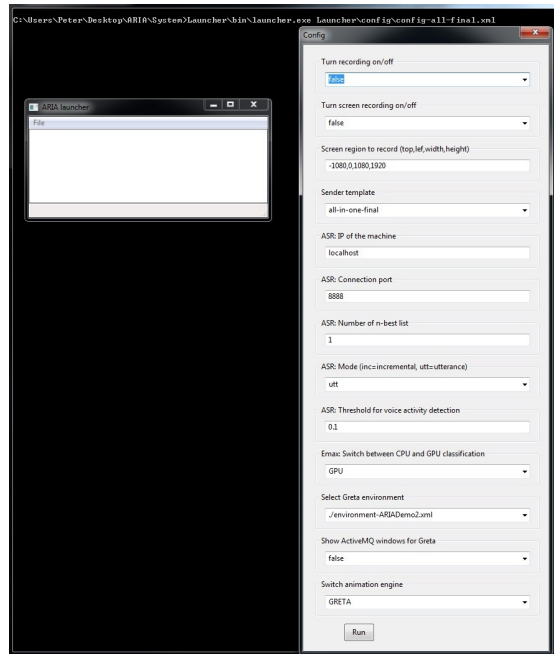 C:\Users\Peter\Desktop\ARIA\System>Launcher\bin\launcher.exe Launcher\config\config-all-final.xml
ARIA launcher
File
Config
Turn recording on/off
false
Turn screen recording on/off
false
Screen region to record (top,lef,width,height)
-1080,0,1080,1920
Sender template
all-in-one-final
ASR: IP of the machine
localhost
ASR: Connection port
8888
ASR: Number of n-best list
1
ASR: Mode (inc=incremental, utt=utterance)
utt
ASR: Threshold for voice activity detection
0.1
Emax: Switch between CPU and GPU classification
GPU
Select Greta environment
./environment-ARIADemo2.xml
Show ActiveMQ windows for Greta
false
Switch animation engine
GRETA
Run